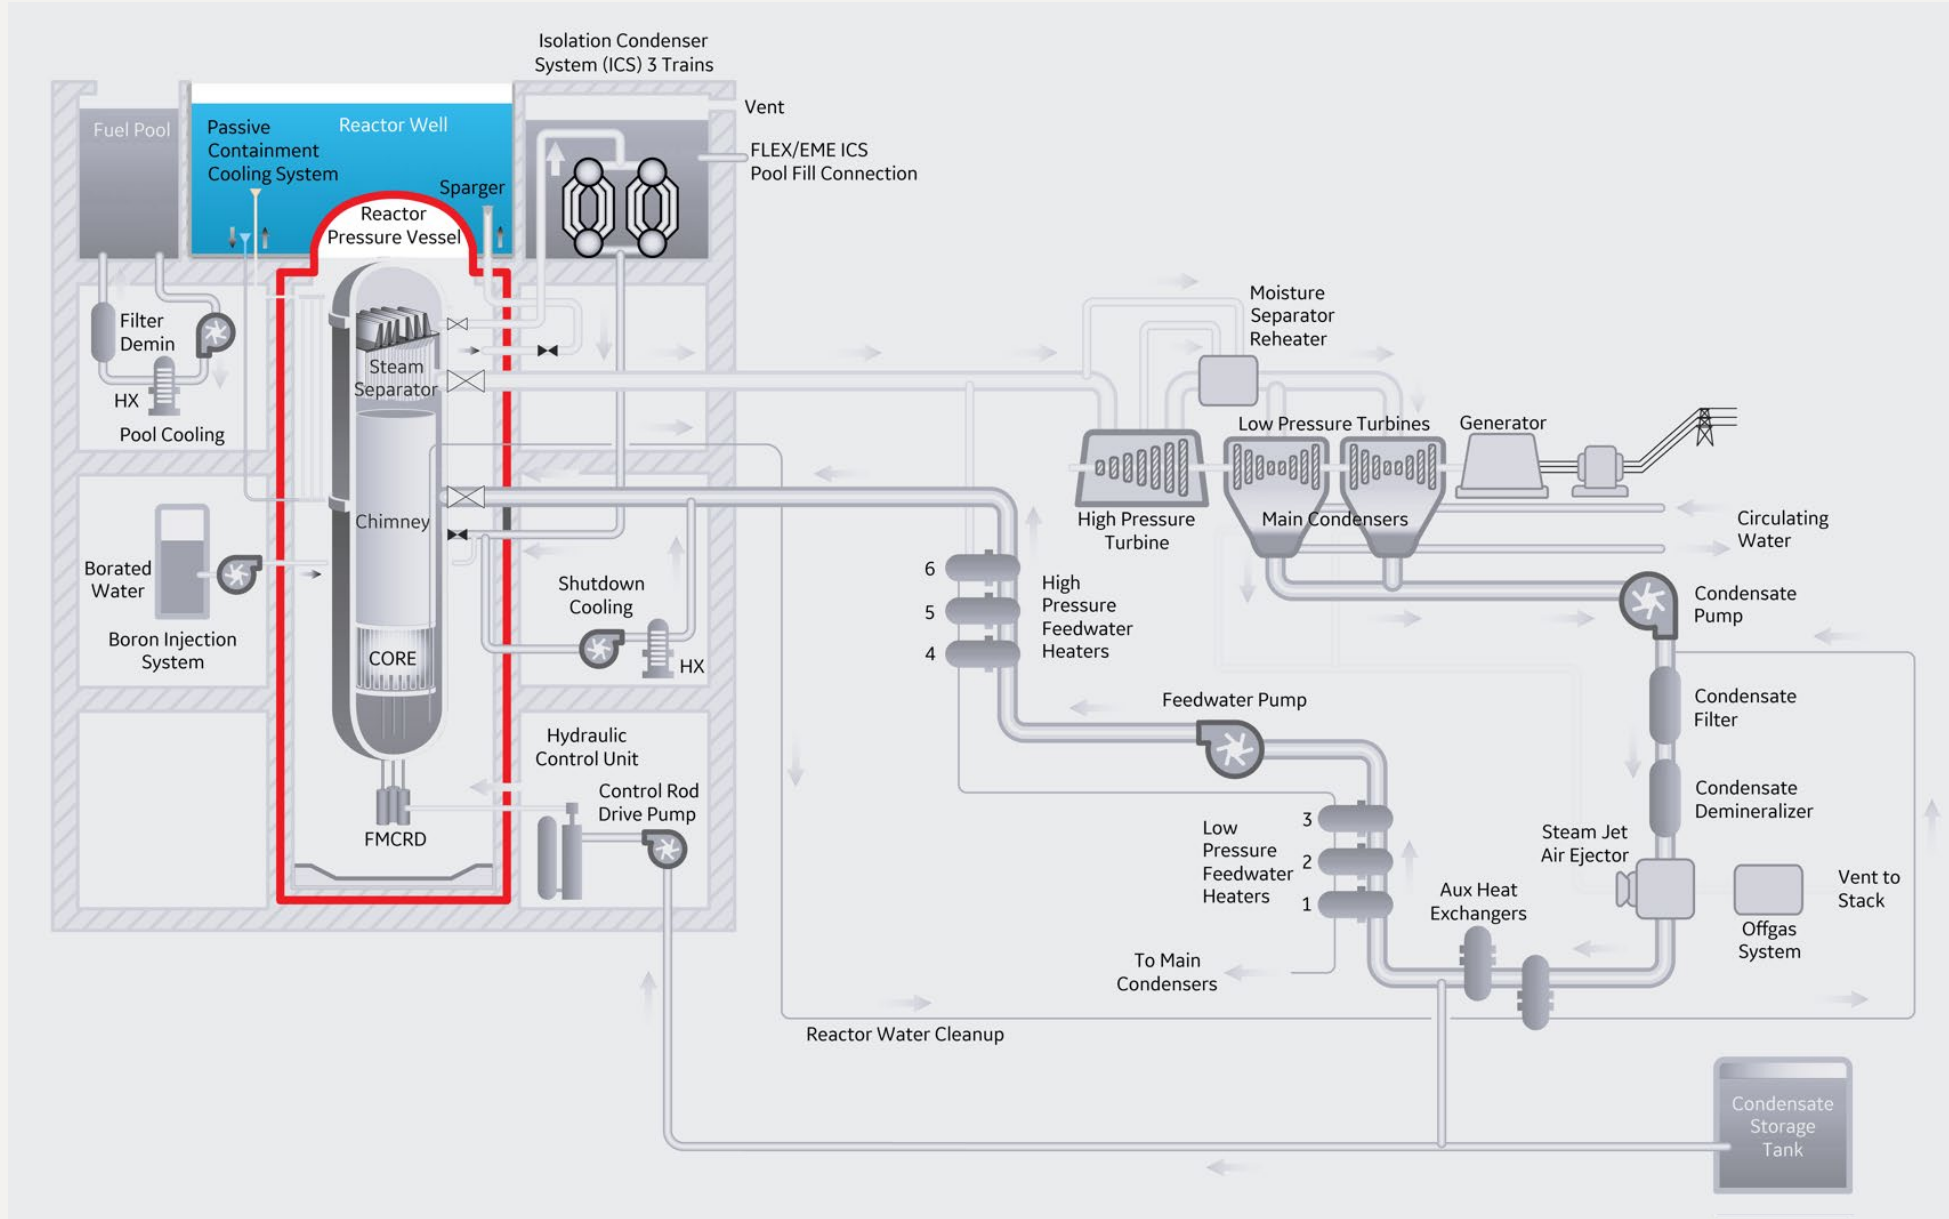 Isolation Condenser
System (ICS) 3 Trains
Vent
FLEX/EME ICS
Pool Fill Connection
Fuel Pool
Passive
Containment
Cooling System
Reactor Well
Sparger
Reactor
Pressure Vessel
Filter
Demin
HX
Pool Cooling
Steam
Separator
Chimney
CORE
FMCRD
Borated
Water
Boron Injection
System
Shutdown
Cooling
HX
Hydraulic
Control Unit
Control Rod
Drive Pump
Moisture
Separator
Reheater
Low Pressure Turbines
Generator
High Pressure
Turbine
Main Condensers
Circulating
Water
6
5
4
High
Pressure
Feedwater
Heaters
Condensate
Pump
Feedwater Pump
Condensate
Filter
Condensate
Demineralizer
Low
Pressure
Feedwater
Heaters
3
2
1
Steam Jet
Air Ejector
Aux Heat
Exchangers
Offgas
System
Vent to
Stack
To Main
Condensers
Reactor Water Cleanup
Condensate
Storage
Tank